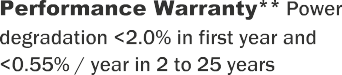 Performance Warranty** Power
degradation <2.0% in first year and
<0.55% / year in 2 to 25 years